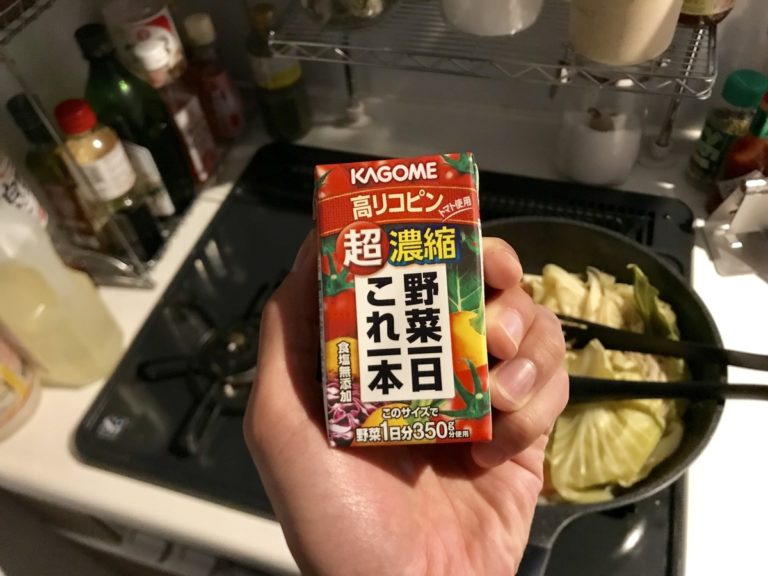 KAGOME
高リコピン
トマト使用
超濃縮
野菜一日
これ一本
食塩無添加
このサイズで
野菜1日分350g分使用